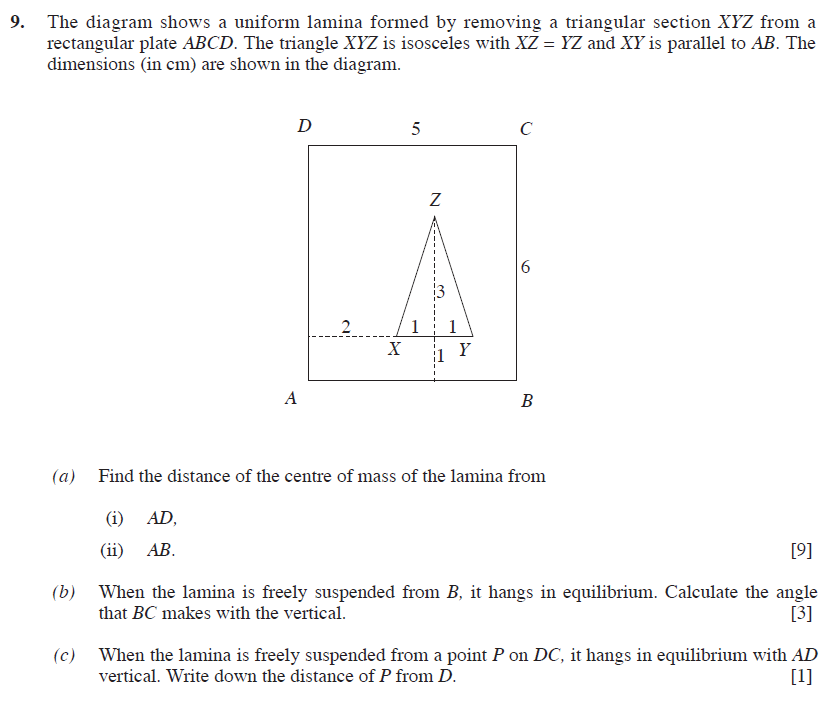 9. The diagram shows a uniform lamina formed by removing a triangular section XYZ from a
rectangular plate ABCD. The triangle XYZ is isosceles with XZ = YZ and XY is parallel to AB. The
dimensions (in cm) are shown in the diagram.
D 5 C
Z
6
3
2 1 1
X 1 Y
A B
(a) Find the distance of the centre of mass of the lamina from
(i) AD,
(ii) AB. [9]
(b) When the lamina is freely suspended from B, it hangs in equilibrium. Calculate the angle
that BC makes with the vertical. [3]
(c) When the lamina is freely suspended from a point P on DC, it hangs in equilibrium with AD
vertical. Write down the distance of P from D. [1]